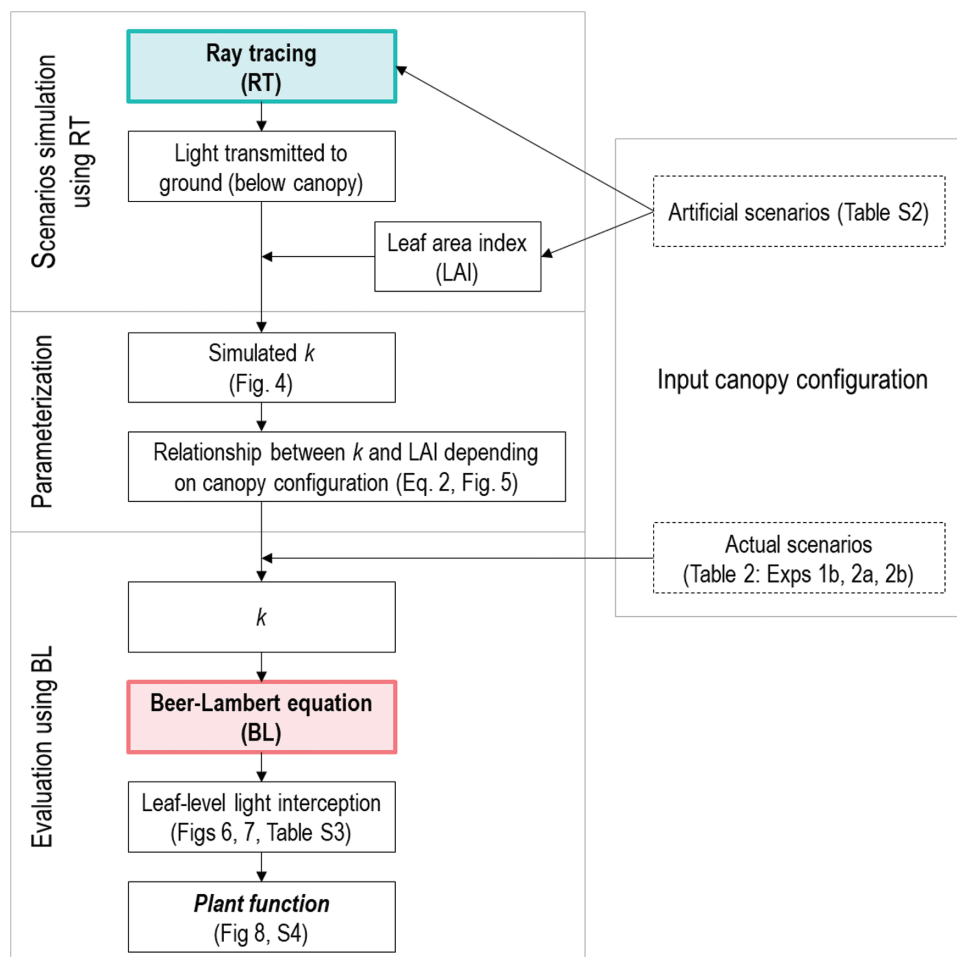 Scenarios simulation
using RT
Ray tracing
(RT)
Light transmitted to
ground (below canopy)
Leaf area index
(LAI)
Parameterization
Simulated k
(Fig. 4)
Relationship between k and LAI depending
on canopy configuration (Eq. 2, Fig. 5)
Evaluation using BL
k
Beer-Lambert equation
(BL)
Leaf-level light interception
(Figs 6, 7, Table S3)
Plant function
(Fig 8, S4)
Artificial scenarios (Table S2)
Input canopy configuration
Actual scenarios
(Table 2: Exps 1b, 2a, 2b)